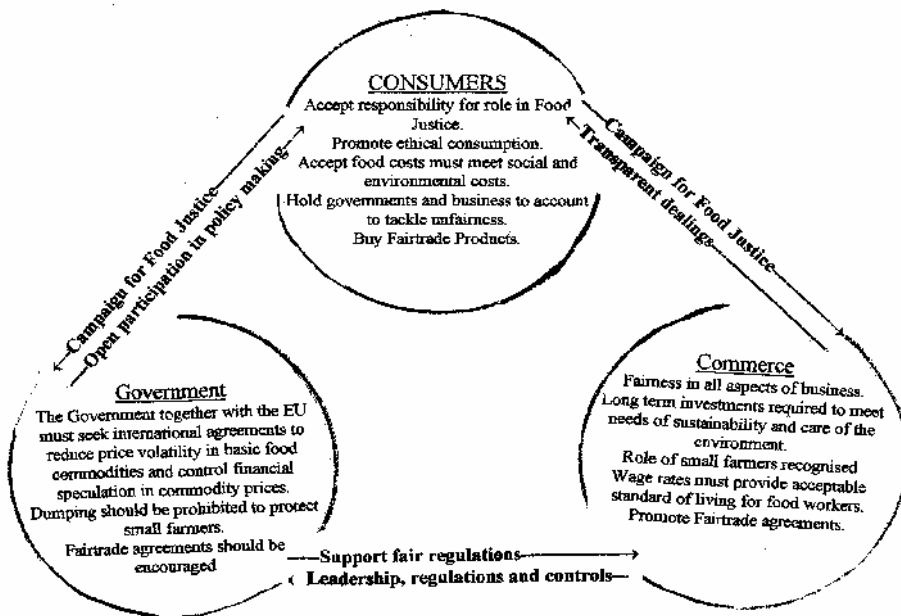 CONSUMERS
Accept responsibility for role in Food
Justice.
Promote ethical consumption.
Accept food costs must meet social and
environmental costs.
Hold governments and business to account
to tackle unfairness.
Buy Fairtrade Products.
Campaign for Food Justice
Open participation in policy making
Campaign for Food Justice
Transparent dealings
Government
The Government together with the EU
must seek international agreements to
reduce price volatility in basic food
commodities and control financial
speculation in commodity prices.
Dumping should be prohibited to protect
small farmers.
Fairtrade agreements should be
encouraged
Commerce
Fairness in all aspects of business.
Long term investments required to meet
needs of sustainability and care of the
environment.
Role of small farmers recognised
Wage rates must provide acceptable
standard of living for food workers.
Promote Fairtrade agreements.
Support fair regulations
Leadership, regulations and controls